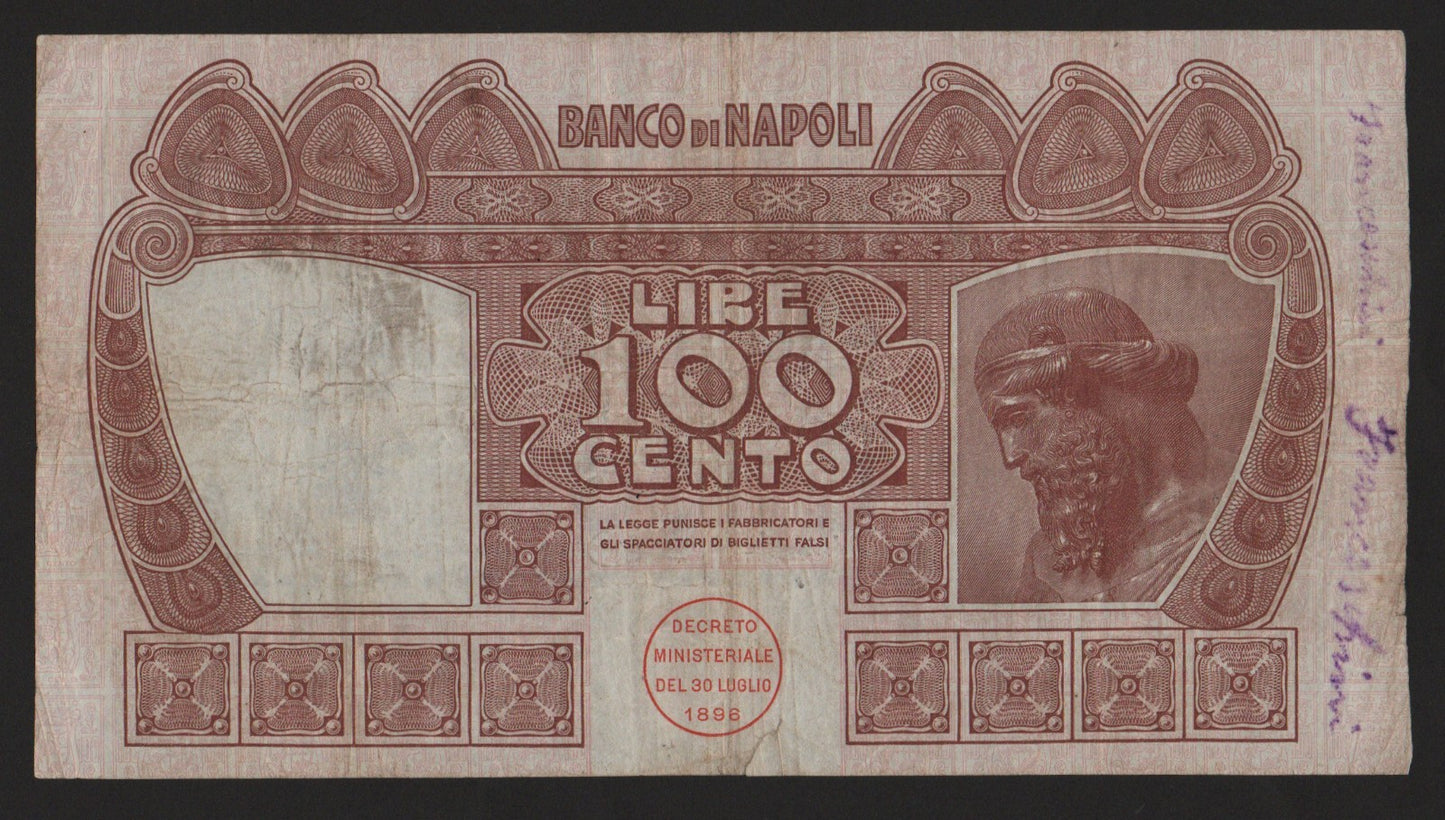 BANCO DI NAPOLI
LIRE
100
CENTO
LA LEGGE PUNISCE I FABBRICATORI E
GLI SPACCIATORI DI BIGLIETTI FALSI
DECRETO
MINISTERIALE
DEL 30 LUGLIO
1896